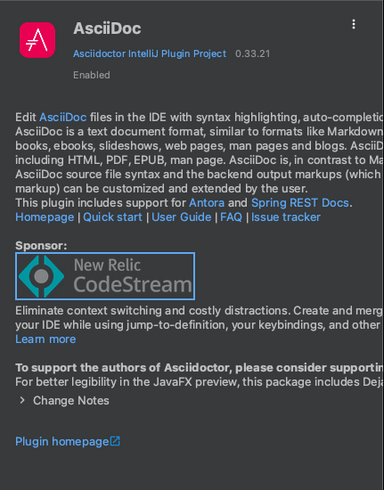 AsciiDoc
Asciidoctor IntelliJ Plugin Project 0.33.21
Enabled
Edit AsciiDoc files in the IDE with syntax highlighting, auto-completic
AsciiDoc is a text document format, similar to formats like Markdown
books, ebooks, slideshows, web pages, man pages and blogs. AsciiD
including HTML, PDF, EPUB, man page. AsciiDoc is, in contrast to Ma
AsciiDoc source file syntax and the backend output markups (which
markup) can be customized and extended by the user.
This plugin includes support for Antora and Spring REST Docs.
Homepage | Quick start | User Guide | FAQ | Issue tracker
Sponsor:
New Relic
CodeStream
Eliminate context switching and costly distractions. Create and merg
your IDE while using jump-to-definition, your keybindings, and other
Learn more
To support the authors of Asciidoctor, please consider supportin
For better legibility in the JavaFX preview, this package includes Deja
Change Notes
Plugin homepage